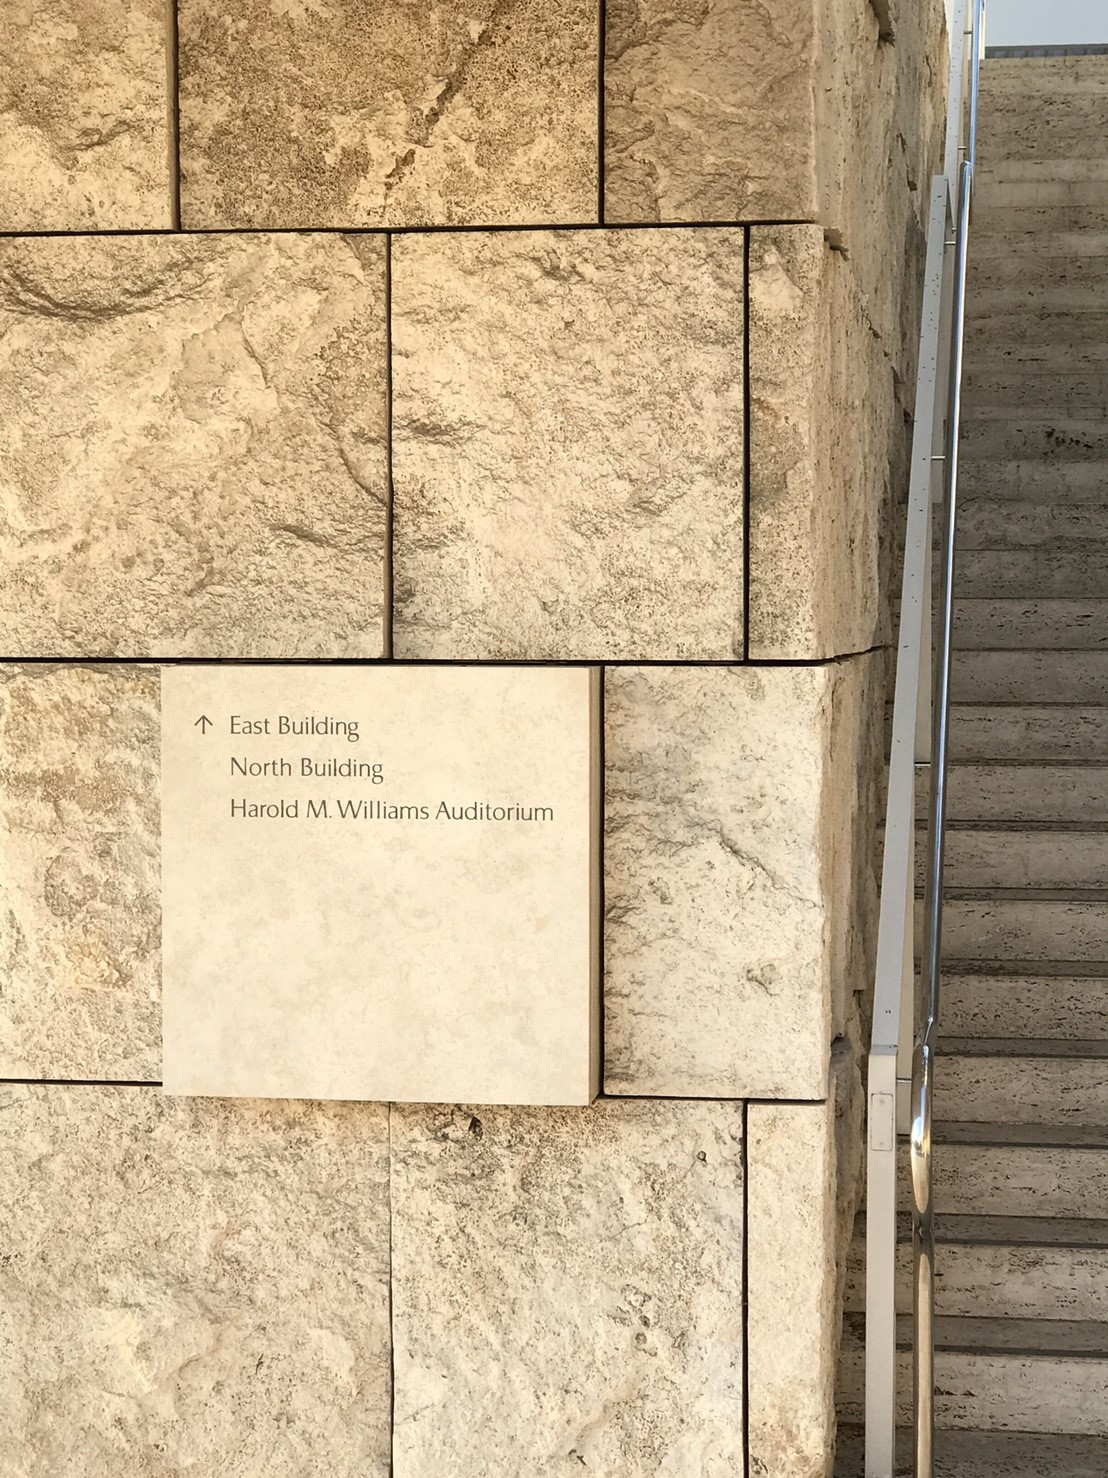 ↑ East Building
North Building
Harold M. Williams Auditorium